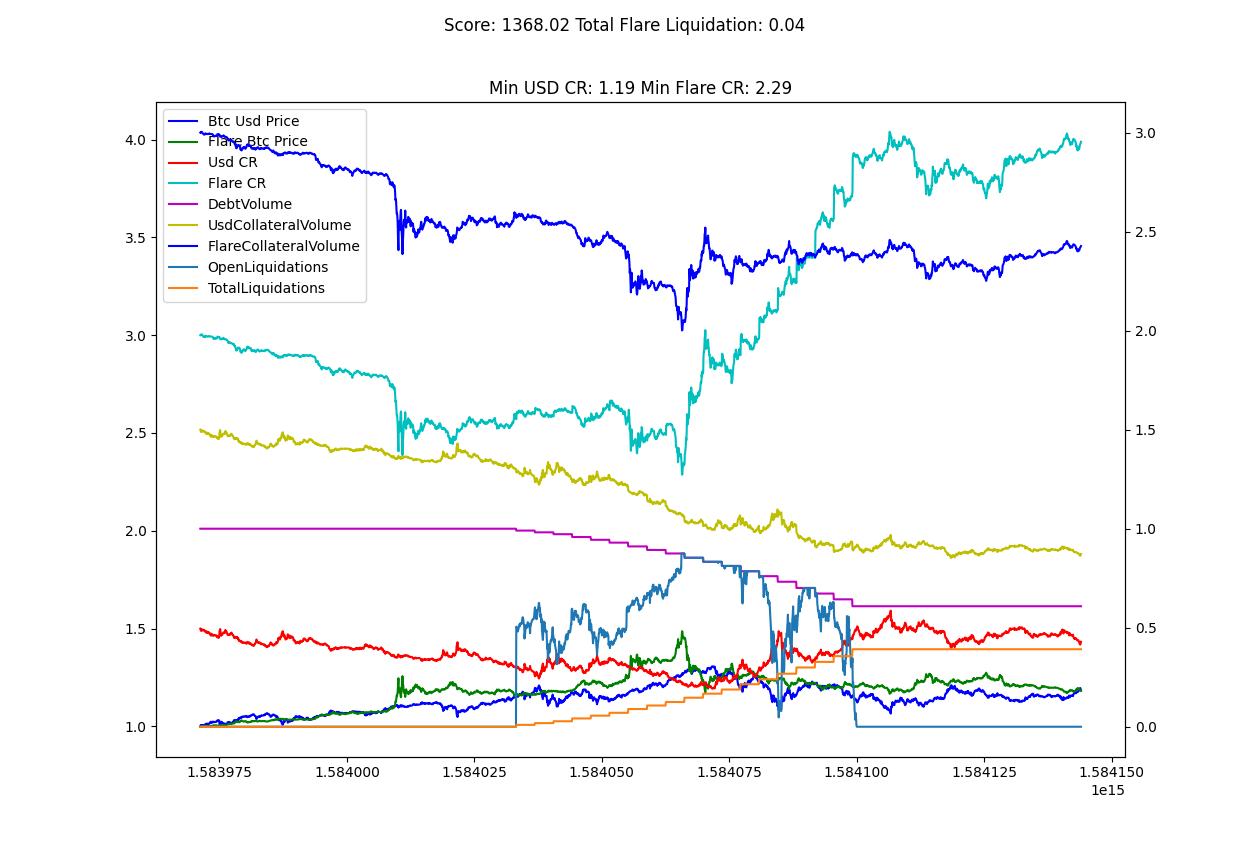 Score: 1368.02 Total Flare Liquidation: 0.04
Min USD CR: 1.19 Min Flare CR: 2.29
Btc Usd Price
Flare Btc Price
Usd CR
Flare CR
DebtVolume
UsdCollateralVolume
FlareCollateralVolume
OpenLiquidations
TotalLiquidations
4.0
3.5
3.0
2.5
2.0
1.5
1.0
3.0
2.5
2.0
1.5
1.0
0.5
0.0
1.583975 1.584000 1.584025 1.584050 1.584075 1.584100 1.584125 1.584150
1e15